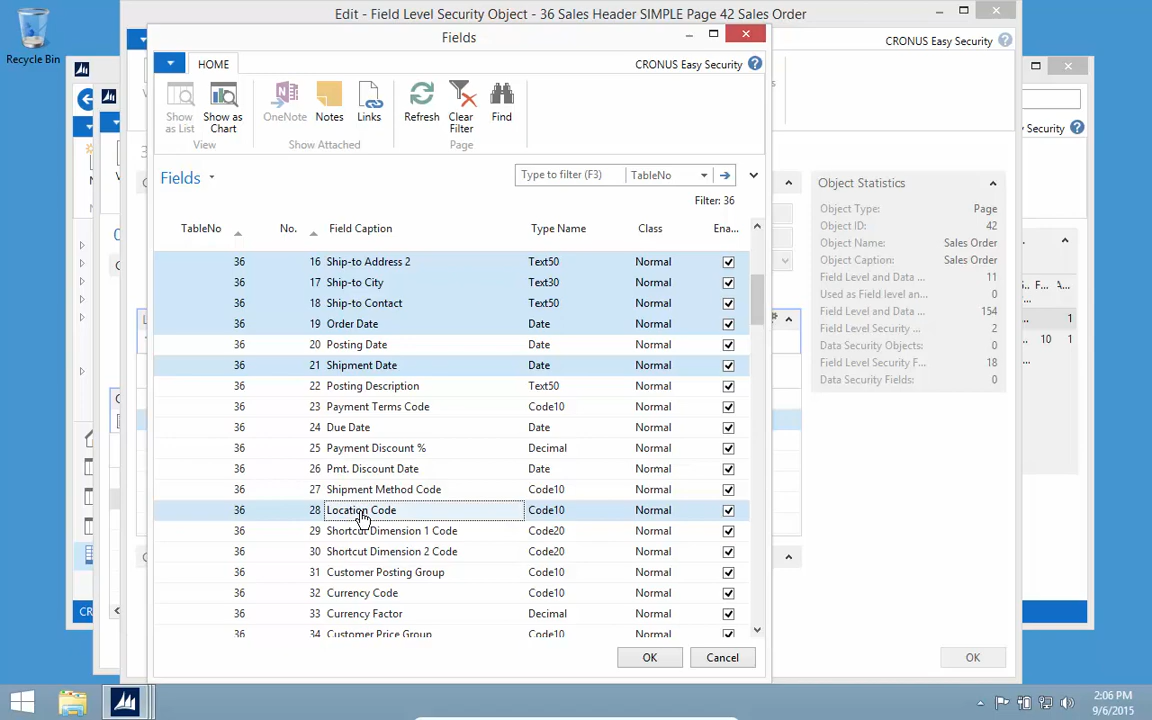 Recycle Bin
Edit - Field Level Security Object - 36 Sales Header SIMPLE Page 42 Sales Order
CRONUS Easy Security
Fields
HOME
CRONUS Easy Security
Show as List
Show as Chart
View
OneNote
Notes
Links
Show Attached
Refresh
Clear Filter
Find
Page
Fields
Type to filter (F3)
TableNo
Filter: 36
TableNo No. Field Caption Type Name Class Ena...
36 16 Ship-to Address 2 Text50 Normal
36 17 Ship-to City Text30 Normal
36 18 Ship-to Contact Text50 Normal
36 19 Order Date Date Normal
36 20 Posting Date Date Normal
36 21 Shipment Date Date Normal
36 22 Posting Description Text50 Normal
36 23 Payment Terms Code Code10 Normal
36 24 Due Date Date Normal
36 25 Payment Discount % Decimal Normal
36 26 Pmt. Discount Date Date Normal
36 27 Shipment Method Code Code10 Normal
36 28 Location Code Code10 Normal
36 29 Shortcut Dimension 1 Code Code20 Normal
36 30 Shortcut Dimension 2 Code Code20 Normal
36 31 Customer Posting Group Code10 Normal
36 32 Currency Code Code10 Normal
36 33 Currency Factor Decimal Normal
36 34 Customer Price Group Code10 Normal
OK
Cancel
Object Statistics
Object Type: Page
Object ID: 42
Object Name: Sales Order
Object Caption: Sales Order
Field Level and Data ... 11
Used as Field level an... 0
Field Level and Data ... 154
Field Level Security ... 2
Data Security Objects: 0
Field Level Security F... 18
Data Security Fields: 0
OK
Security
F... A...
1
10 1
CR
2:06 PM
9/6/2015